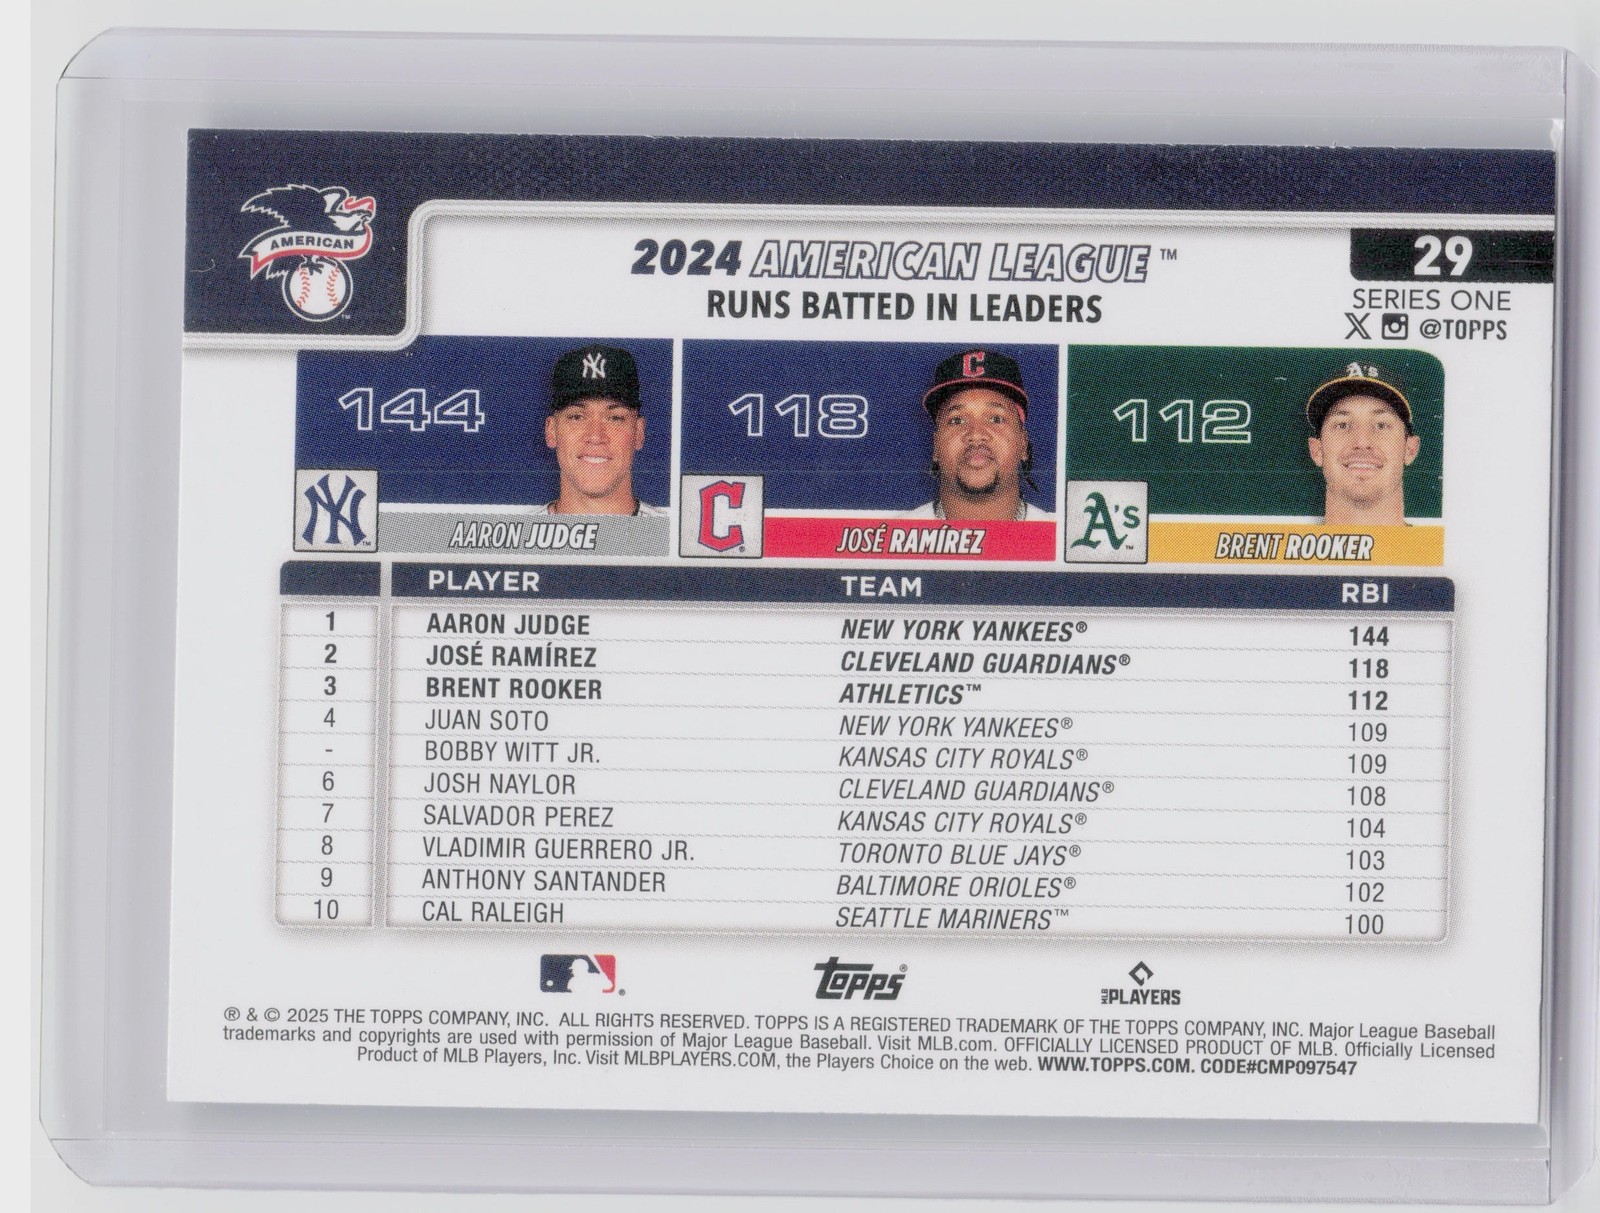 AMERICAN
2024 AMERICAN LEAGUE™
RUNS BATTED IN LEADERS
29
SERIES ONE
X @TOPPS
144
NY
NY™
AARON JUDGE
118
C
C®
JOSÉ RAMÍREZ
112
A's
A's™
BRENT ROOKER
PLAYER TEAM RBI
1 AARON JUDGE NEW YORK YANKEES® 144
2 JOSÉ RAMÍREZ CLEVELAND GUARDIANS® 118
3 BRENT ROOKER ATHLETICS™ 112
4 JUAN SOTO NEW YORK YANKEES® 109
- BOBBY WITT JR. KANSAS CITY ROYALS® 109
6 JOSH NAYLOR CLEVELAND GUARDIANS® 108
7 SALVADOR PEREZ KANSAS CITY ROYALS® 104
8 VLADIMIR GUERRERO JR. TORONTO BLUE JAYS® 103
9 ANTHONY SANTANDER BALTIMORE ORIOLES® 102
10 CAL RALEIGH SEATTLE MARINERS™ 100
TOPPS®
MLB PLAYERS
® & © 2025 THE TOPPS COMPANY, INC. ALL RIGHTS RESERVED. TOPPS IS A REGISTERED TRADEMARK OF THE TOPPS COMPANY, INC. Major League Baseball
trademarks and copyrights are used with permission of Major League Baseball. Visit MLB.com. OFFICIALLY LICENSED PRODUCT OF MLB. Officially Licensed
Product of MLB Players, Inc. Visit MLBPLAYERS.COM, the Players Choice on the web. WWW.TOPPS.COM. CODE#CMP097547